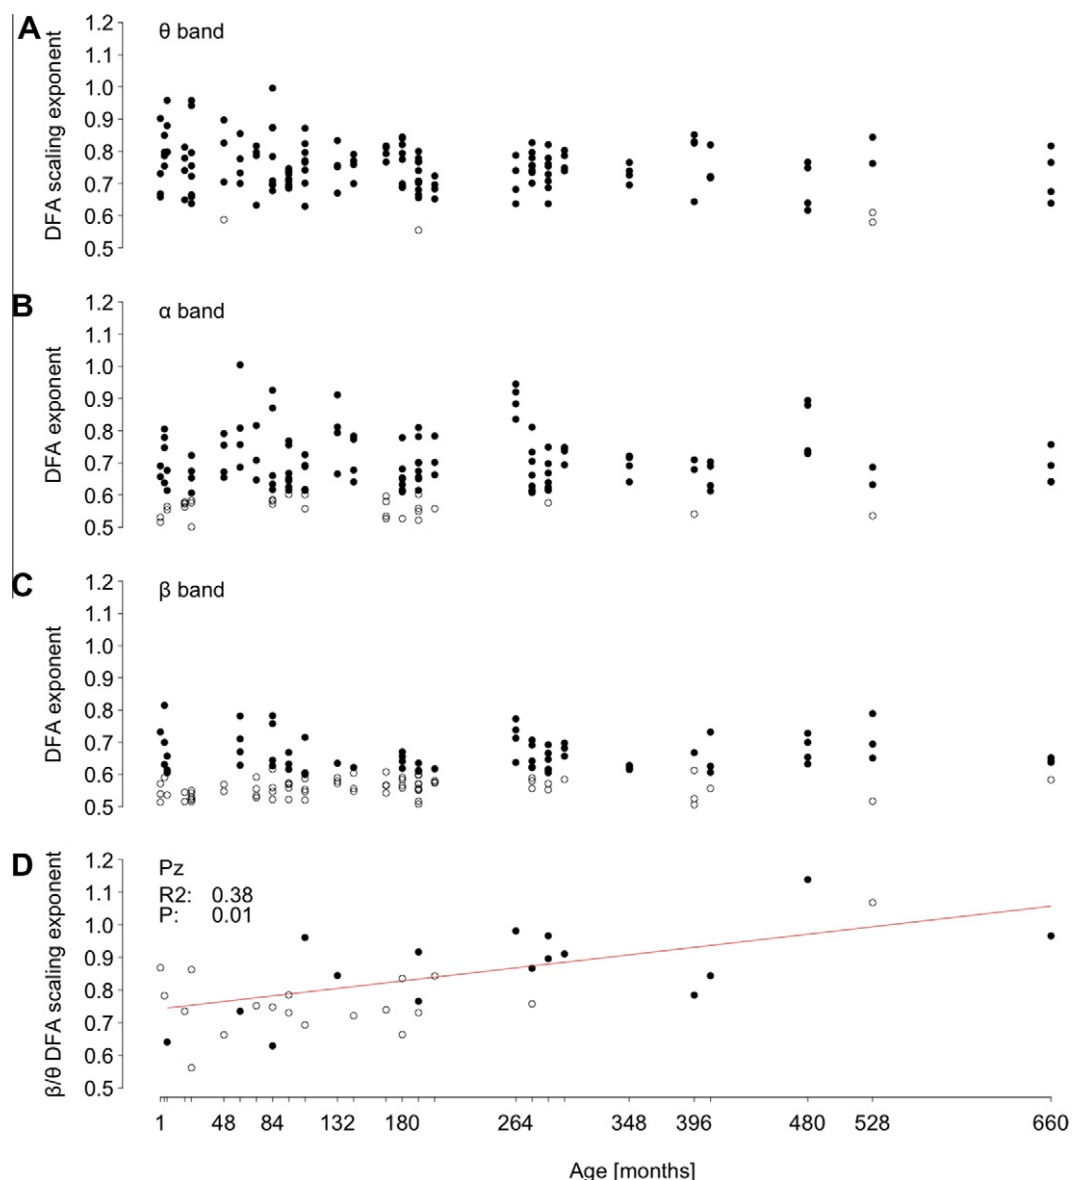 A
θ band
DFA scaling exponent
1.2
1.1
1.0
0.9
0.8
0.7
0.6
0.5
B
α band
DFA exponent
1.2
1.1
1.0
0.9
0.8
0.7
0.6
0.5
C
β band
DFA exponent
1.2
1.1
1.0
0.9
0.8
0.7
0.6
0.5
D
Pz
R2: 0.38
P: 0.01
β/θ DFA scaling exponent
1.2
1.1
1.0
0.9
0.8
0.7
0.6
0.5
1 48 84 132 180 264 348 396 480 528 660
Age [months]